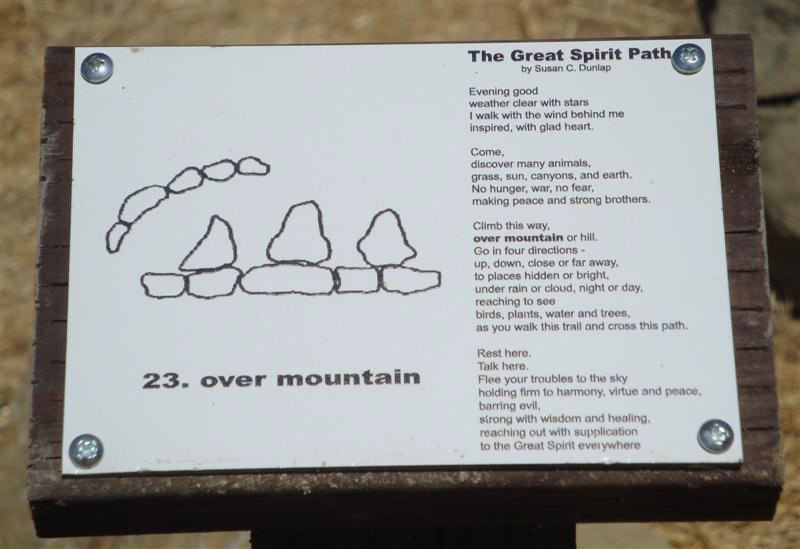 The Great Spirit Path
by Susan C. Dunlap
Evening good
weather clear with stars
I walk with the wind behind me
inspired, with glad heart.
Come,
discover many animals,
grass, sun, canyons, and earth.
No hunger, war, no fear,
making peace and strong brothers.
Climb this way,
over mountain or hill.
Go in four directions -
up, down, close or far away,
to places hidden or bright,
under rain or cloud, night or day,
reaching to see
birds, plants, water and trees,
as you walk this trail and cross this path.
Rest here.
Talk here.
Flee your troubles to the sky
holding firm to harmony, virtue and peace,
barring evil,
strong with wisdom and healing,
reaching out with supplication
to the Great Spirit everywhere
23. over mountain